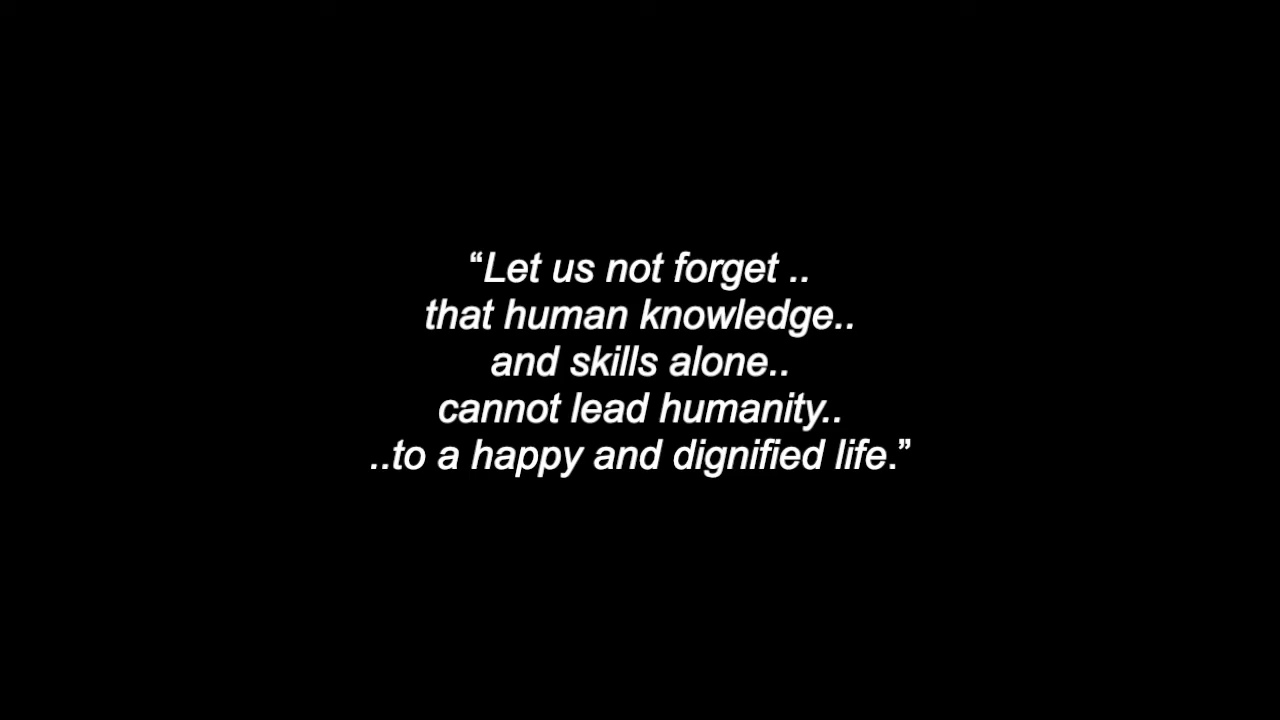 “Let us not forget ..
that human knowledge..
and skills alone..
cannot lead humanity..
..to a happy and dignified life.”